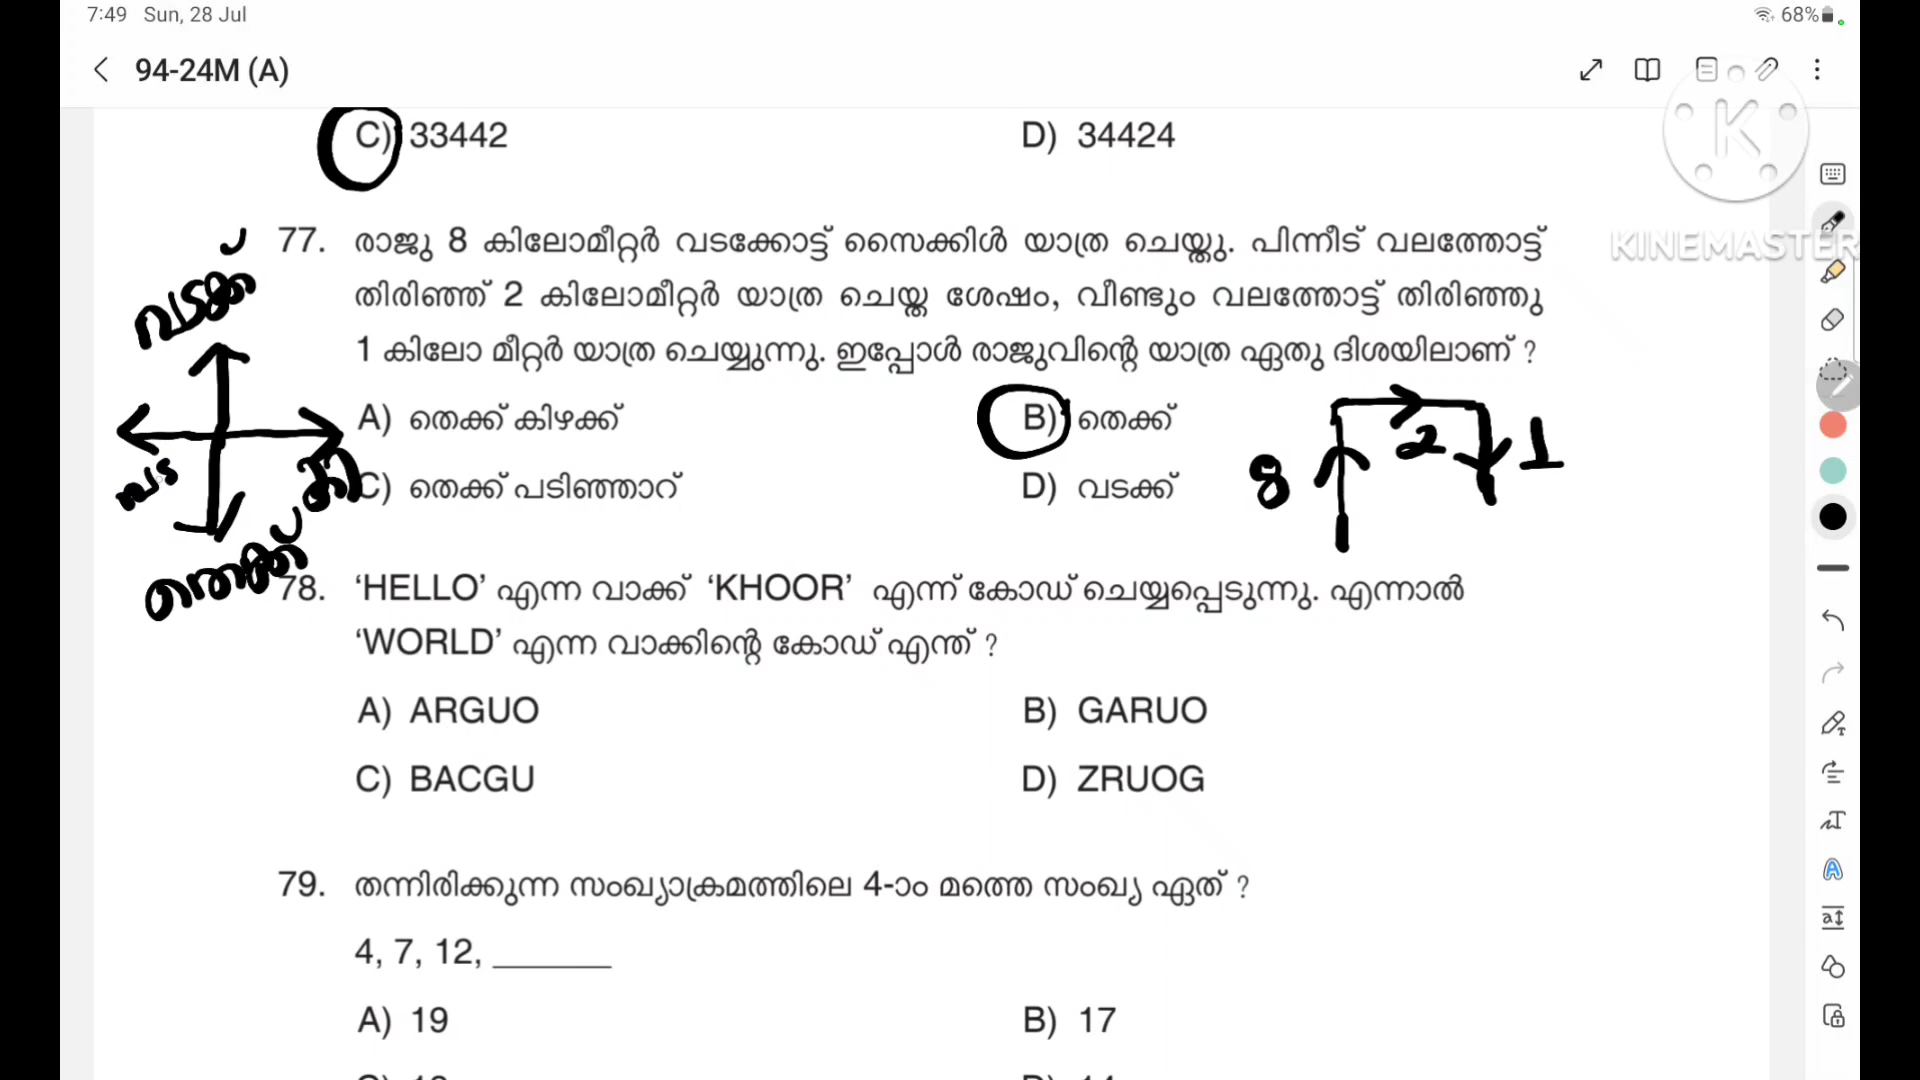 7:49 Sun, 28 Jul
68%
94-24M (A)
K
KINEMASTER
C) 33442 D) 34424
77. രാജു 8 കിലോമീറ്റർ വടക്കോട്ട് സൈക്കിൾ യാത്ര ചെയ്തു. പിന്നീട് വലത്തോട്ട്
തിരിഞ്ഞ് 2 കിലോമീറ്റർ യാത്ര ചെയ്ത ശേഷം, വീണ്ടും വലത്തോട്ട് തിരിഞ്ഞു
1 കിലോ മീറ്റർ യാത്ര ചെയ്യുന്നു. ഇപ്പോൾ രാജുവിന്റെ യാത്ര ഏതു ദിശയിലാണ് ?
A) തെക്ക് കിഴക്ക് B) തെക്ക്
C) തെക്ക് പടിഞ്ഞാറ് D) വടക്ക്
വടക്ക്
തെക്ക്
കി
8 2 1
78. ‘HELLO’ എന്ന വാക്ക് ‘KHOOR’ എന്ന് കോഡ് ചെയ്യപ്പെടുന്നു. എന്നാൽ
‘WORLD’ എന്ന വാക്കിന്റെ കോഡ് എന്ത് ?
A) ARGUO B) GARUO
C) BACGU D) ZRUOG
79. തന്നിരിക്കുന്ന സംഖ്യാക്രമത്തിലെ 4-ാം മത്തെ സംഖ്യ ഏത് ?
4, 7, 12, ______
A) 19 B) 17